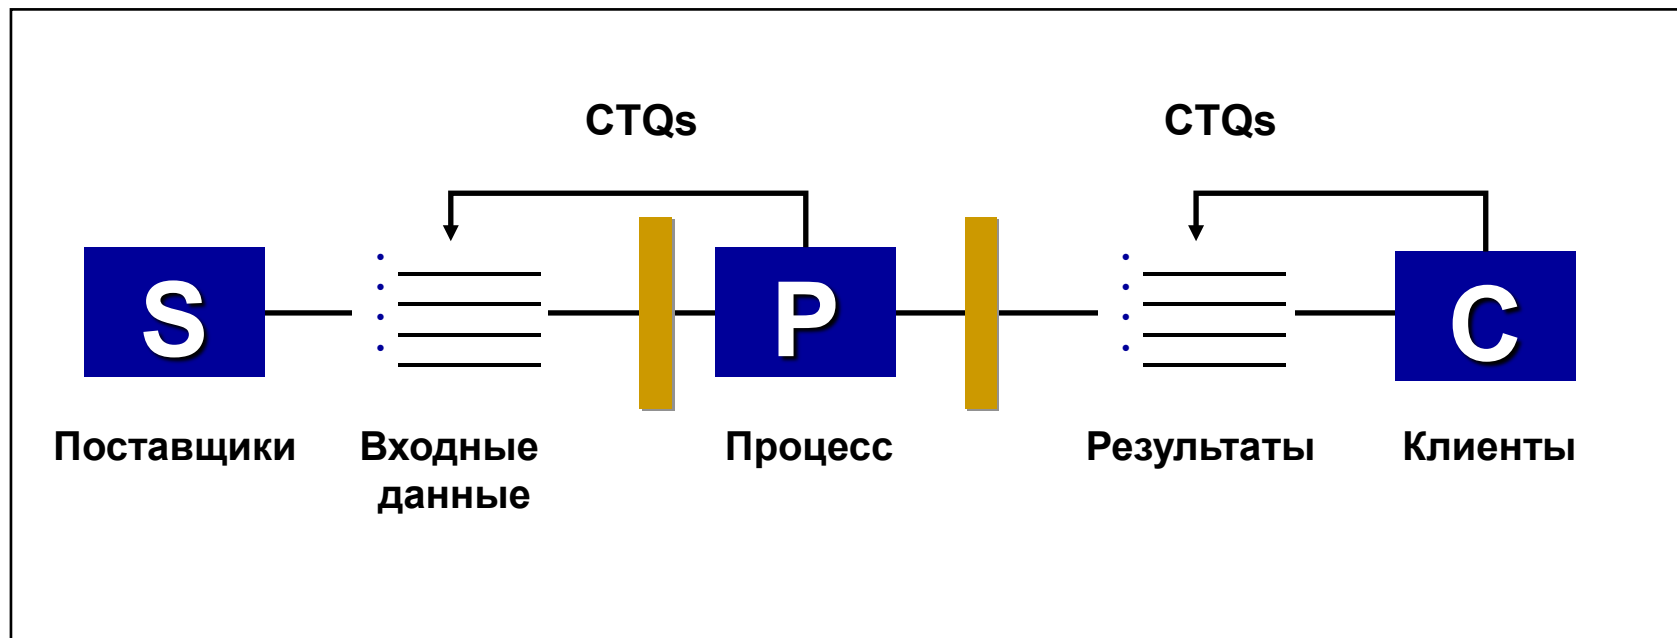 CTQs CTQs
S P C
Поставщики Входные Процесс Результаты Клиенты
данные